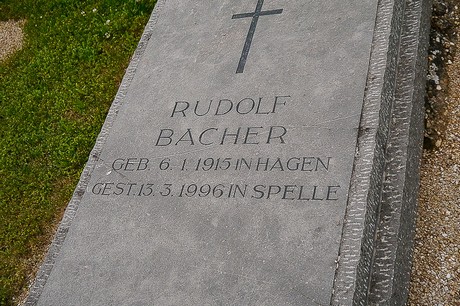 RUDOLF
BACHER
GEB. 6. 1. 1915 IN HAGEN
GEST. 13. 3. 1996 IN SPELLE